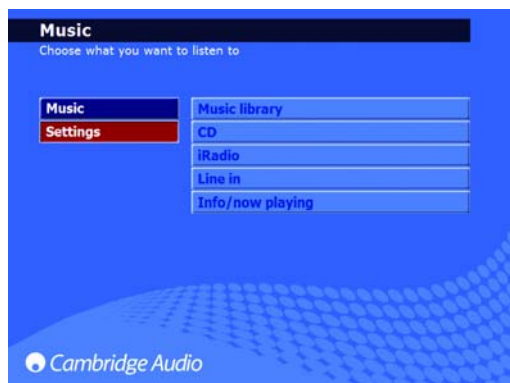 Music
Choose what you want to listen to
Music
Settings
Music library
CD
iRadio
Line in
Info/now playing
Cambridge Audio